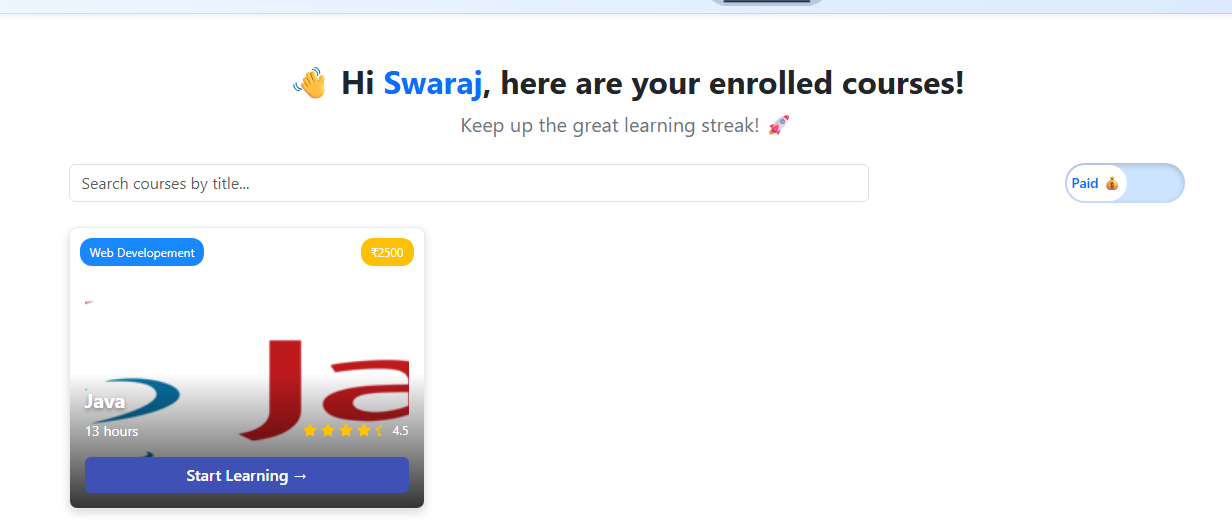 👋 Hi Swaraj, here are your enrolled courses!
Keep up the great learning streak! 🚀
Search courses by title...
Paid 💰
Web Developement
₹2500
Ja
Java
13 hours
4.5
Start Learning →